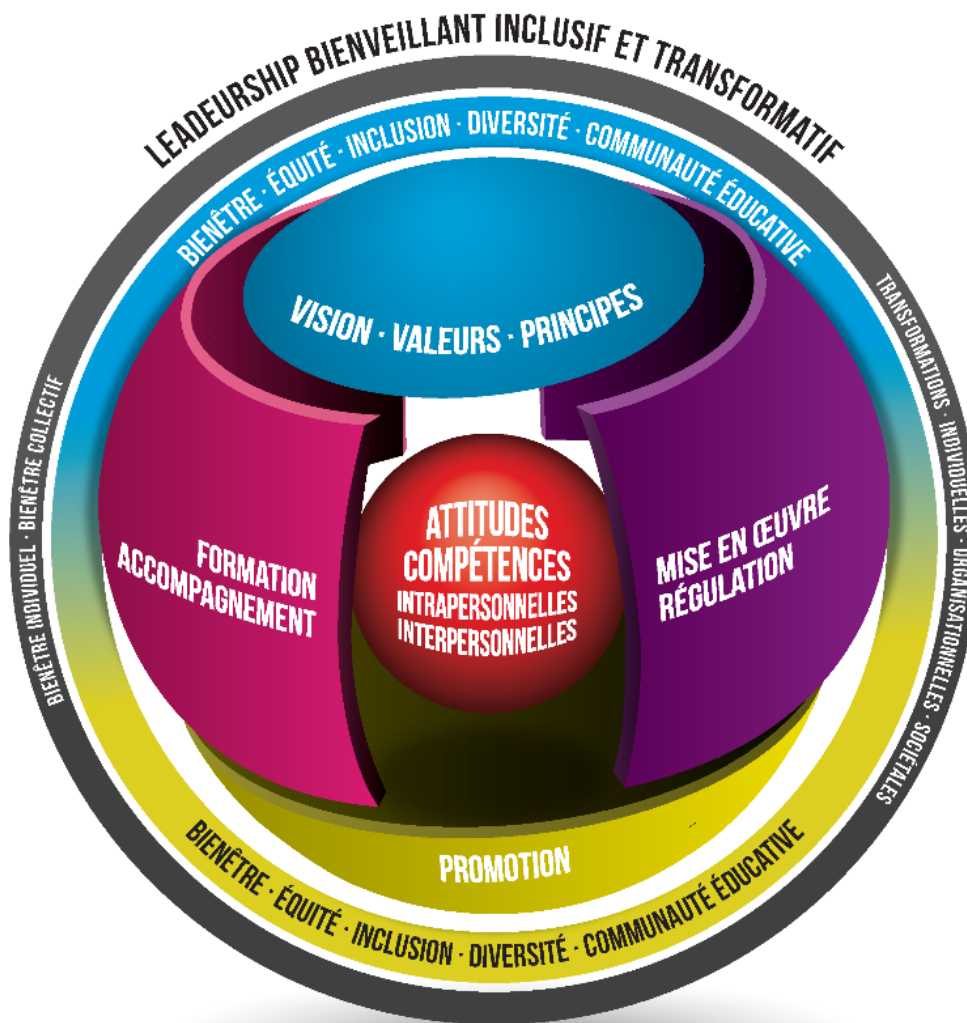 LEADEURSHIP BIENVEILLANT INCLUSIF ET TRANSFORMATIF
BIENÊTRE · ÉQUITÉ · INCLUSION · DIVERSITÉ · COMMUNAUTÉ ÉDUCATIVE
VISION · VALEURS · PRINCIPES
BIENÊTRE INDIVIDUEL · BIENÊTRE COLLECTIF
TRANSFORMATIONS · INDIVIDUELLES · ORGANISATIONNELLES · SOCIÉTALES
FORMATION
ACCOMPAGNEMENT
ATTITUDES
COMPÉTENCES
INTRAPERSONNELLES
INTERPERSONNELLES
MISE EN ŒUVRE
RÉGULATION
PROMOTION
BIENÊTRE · ÉQUITÉ · INCLUSION · DIVERSITÉ · COMMUNAUTÉ ÉDUCATIVE